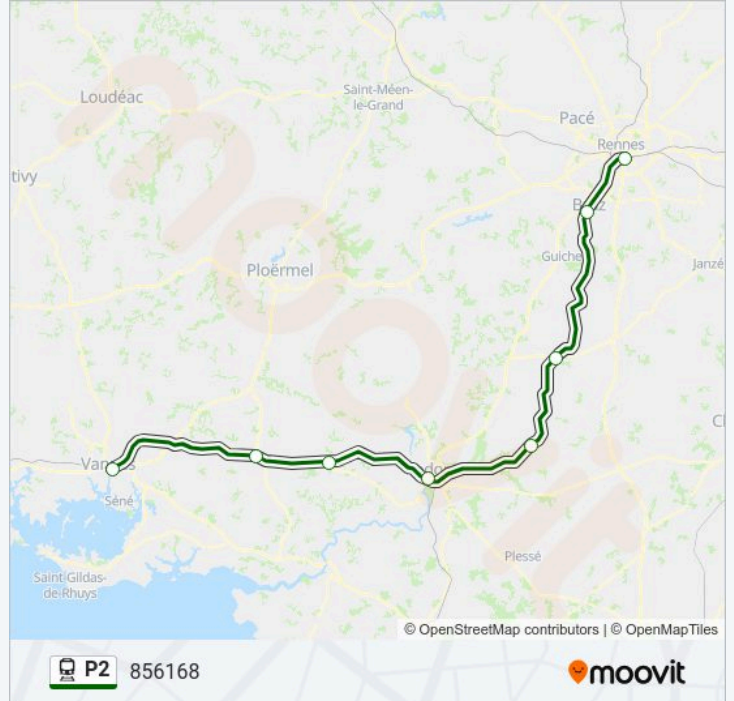 Loudéac
Saint-Méen-
le-Grand
Pacé
Rennes
tivy
Ploërmel
Guiche
Janzé
Séné
Plessé
Saint-Gildas-
de-Rhuys
© OpenStreetMap contributors | © OpenMapTiles
P2 856168
moovit